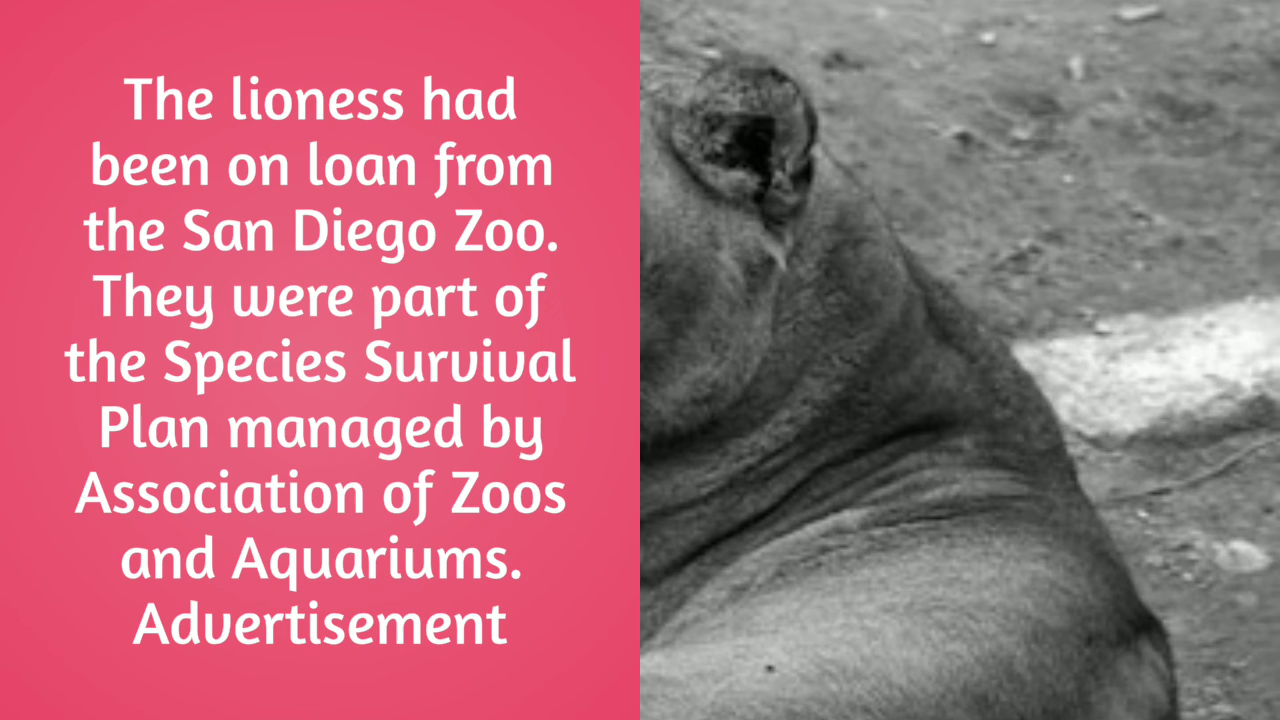 The lioness had
been on loan from
the San Diego Zoo.
They were part of
the Species Survival
Plan managed by
Association of Zoos
and Aquariums.
Advertisement